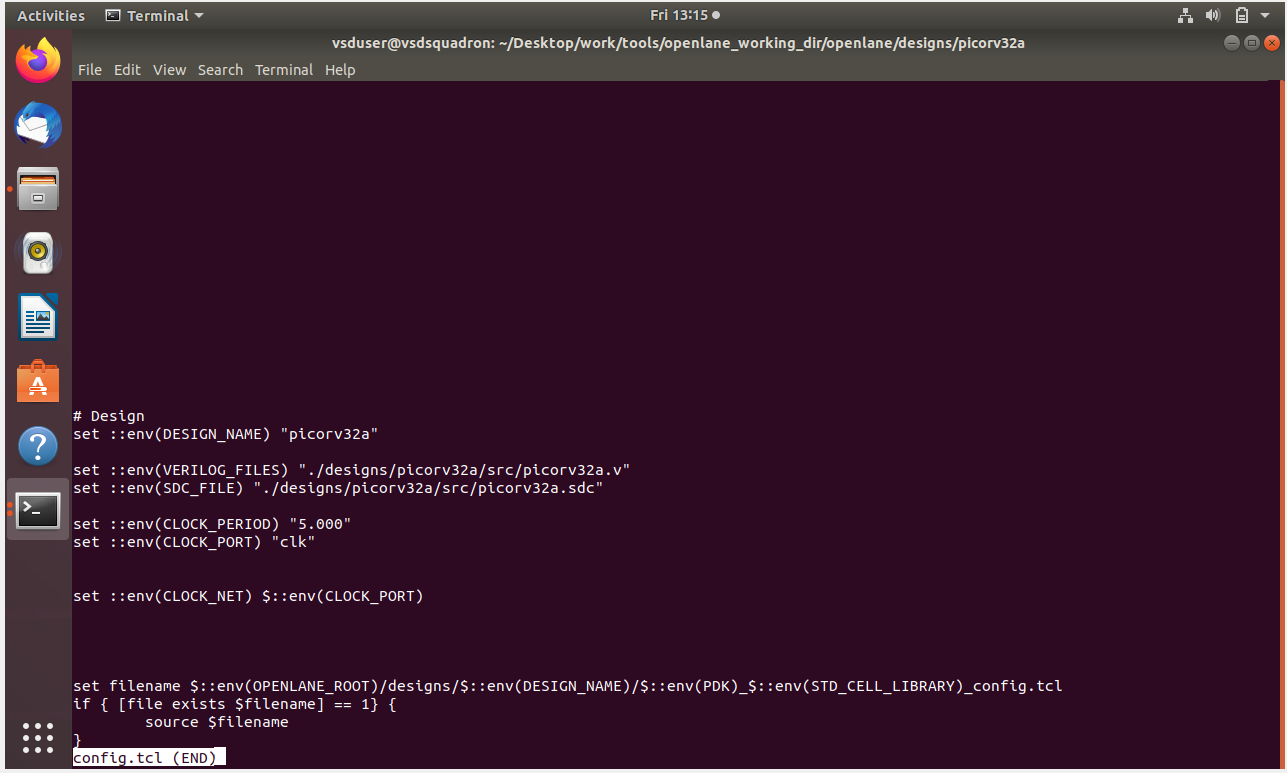 Activities Terminal Fri 13:15
vsduser@vsdsquadron: ~/Desktop/work/tools/openlane_working_dir/openlane/designs/picorv32a
File Edit View Search Terminal Help
# Design
set ::env(DESIGN_NAME) "picorv32a"
set ::env(VERILOG_FILES) "./designs/picorv32a/src/picorv32a.v"
set ::env(SDC_FILE) "./designs/picorv32a/src/picorv32a.sdc"
set ::env(CLOCK_PERIOD) "5.000"
set ::env(CLOCK_PORT) "clk"
set ::env(CLOCK_NET) $::env(CLOCK_PORT)
set filename $::env(OPENLANE_ROOT)/designs/$::env(DESIGN_NAME)/$::env(PDK)_$::env(STD_CELL_LIBRARY)_config.tcl
if { [file exists $filename] == 1} {
        source $filename
}
config.tcl (END)